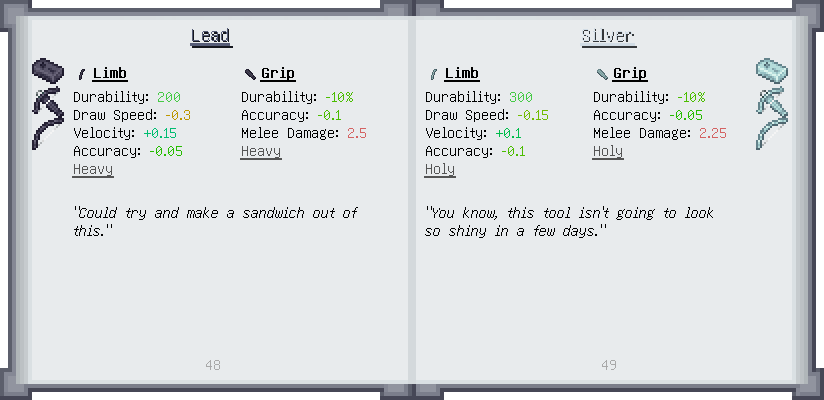 Lead
Limb
Durability: 200
Draw Speed: -0.3
Velocity: +0.15
Accuracy: -0.05
Heavy
Grip
Durability: -10%
Accuracy: -0.1
Melee Damage: 2.5
Heavy
"Could try and make a sandwich out of
this."
48
Silver
Limb
Durability: 300
Draw Speed: -0.15
Velocity: +0.1
Accuracy: -0.1
Holy
Grip
Durability: -10%
Accuracy: -0.05
Melee Damage: 2.25
Holy
"You know, this tool isn't going to look
so shiny in a few days."
49